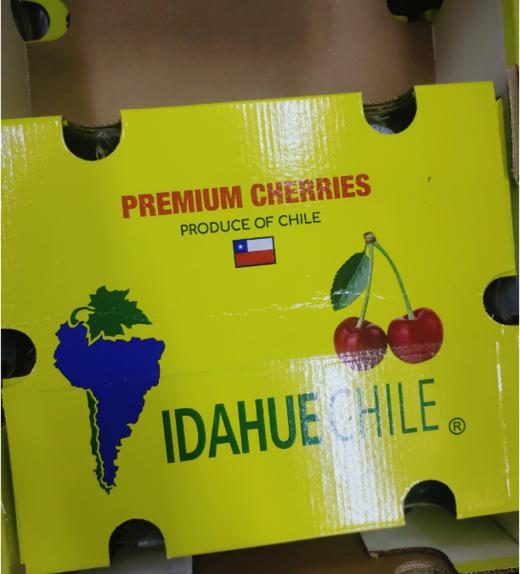 PREMIUM CHERRIES
PRODUCE OF CHILE
IDAHUECHILE®